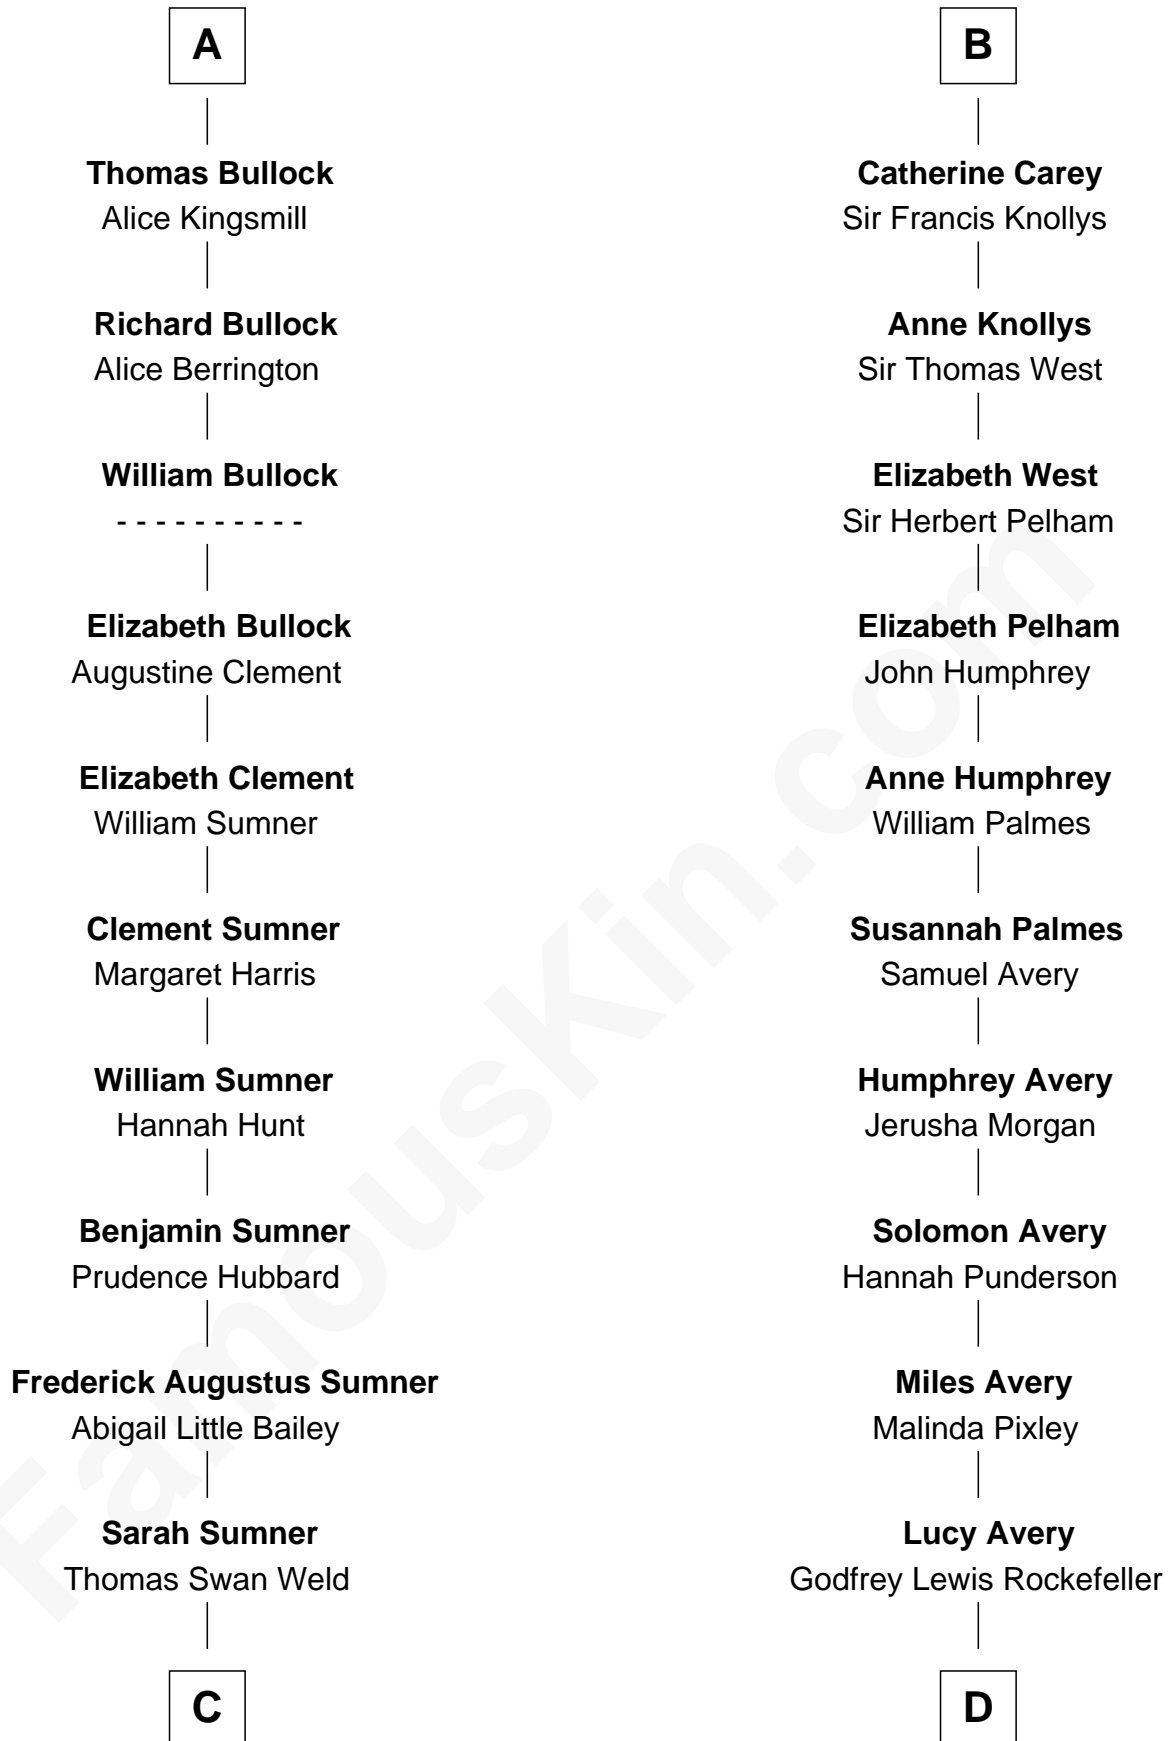 A
Thomas Bullock
Alice Kingsmill
Richard Bullock
Alice Berrington
William Bullock
- - - - - - - - - -
Elizabeth Bullock
Augustine Clement
Elizabeth Clement
William Sumner
Clement Sumner
Margaret Harris
William Sumner
Hannah Hunt
Benjamin Sumner
Prudence Hubbard
Frederick Augustus Sumner
Abigail Little Bailey
Sarah Sumner
Thomas Swan Weld
C
B
Catherine Carey
Sir Francis Knollys
Anne Knollys
Sir Thomas West
Elizabeth West
Sir Herbert Pelham
Elizabeth Pelham
John Humphrey
Anne Humphrey
William Palmes
Susannah Palmes
Samuel Avery
Humphrey Avery
Jerusha Morgan
Solomon Avery
Hannah Punderson
Miles Avery
Malinda Pixley
Lucy Avery
Godfrey Lewis Rockefeller
D
FamousKin.com